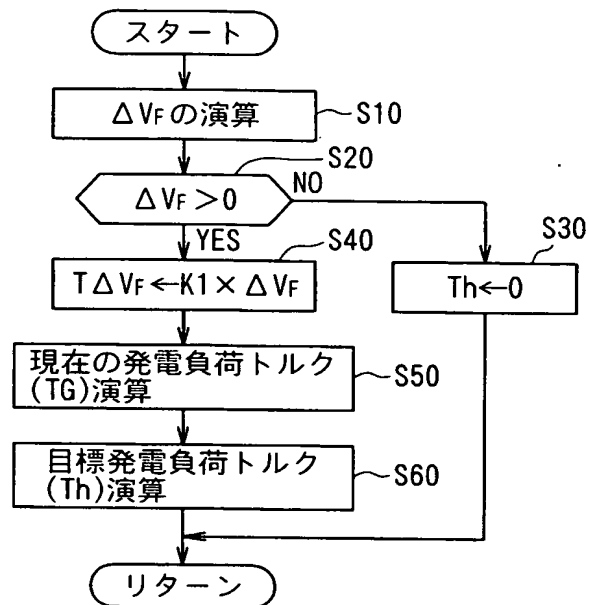 スタート
ΔVFの演算
S10
S20
ΔVF>0
NO
YES
S40
S30
TΔVF←K1×ΔVF
Th←0
現在の発電負荷トルク
(TG)演算
S50
目標発電負荷トルク
(Th)演算
S60
リターン